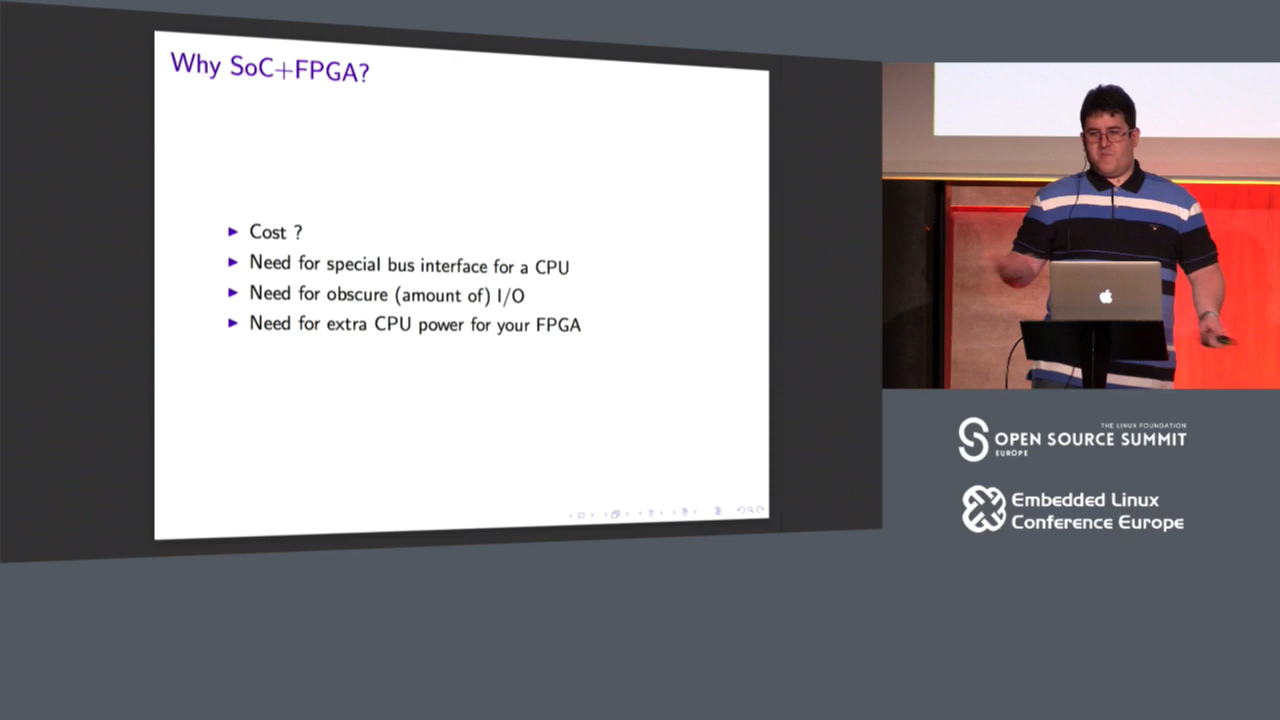 Why SoC+FPGA?
Cost ?
Need for special bus interface for a CPU
Need for obscure (amount of) I/O
Need for extra CPU power for your FPGA
THE LINUX FOUNDATION
OPEN SOURCE SUMMIT
EUROPE
Embedded Linux
Conference Europe